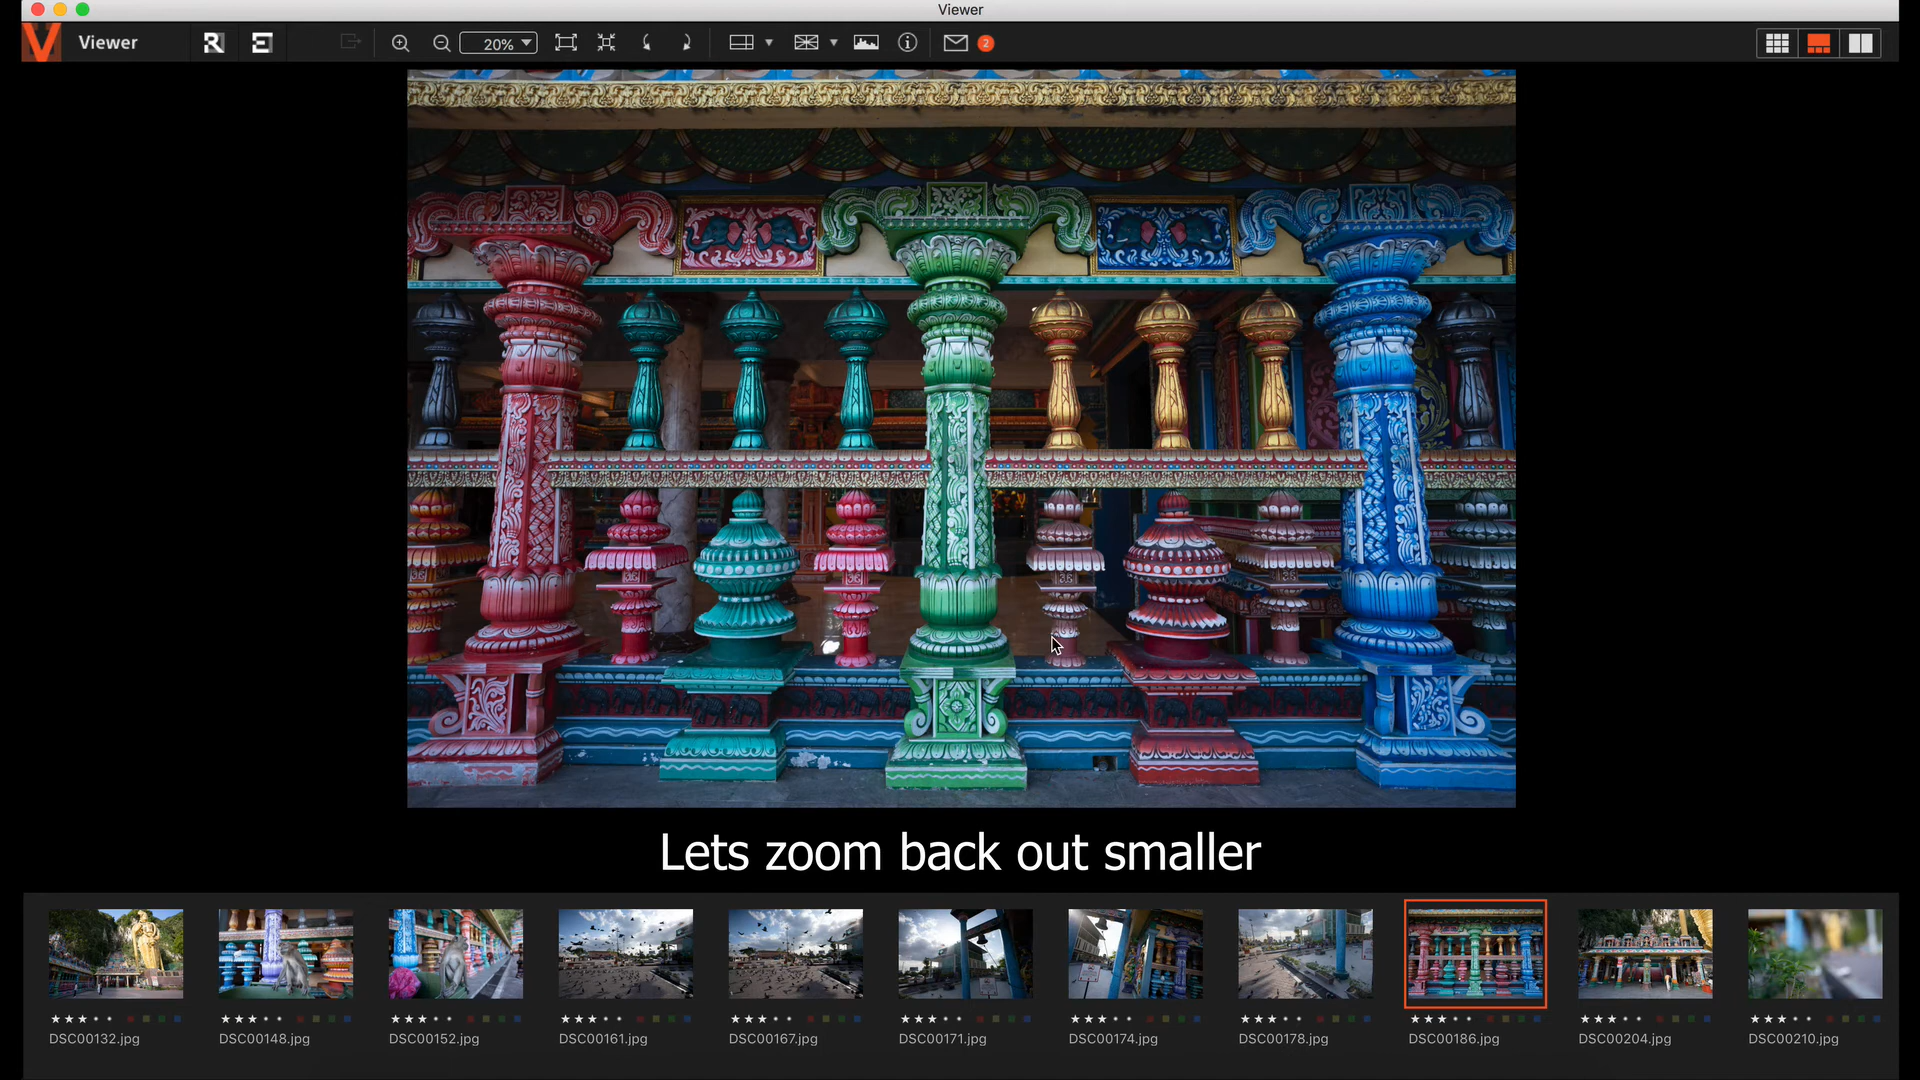 Viewer
V Viewer R E 20% 2
Lets zoom back out smaller
DSC00132.jpg DSC00148.jpg DSC00152.jpg DSC00161.jpg DSC00167.jpg DSC00171.jpg DSC00174.jpg DSC00178.jpg DSC00186.jpg DSC00204.jpg DSC00210.jpg